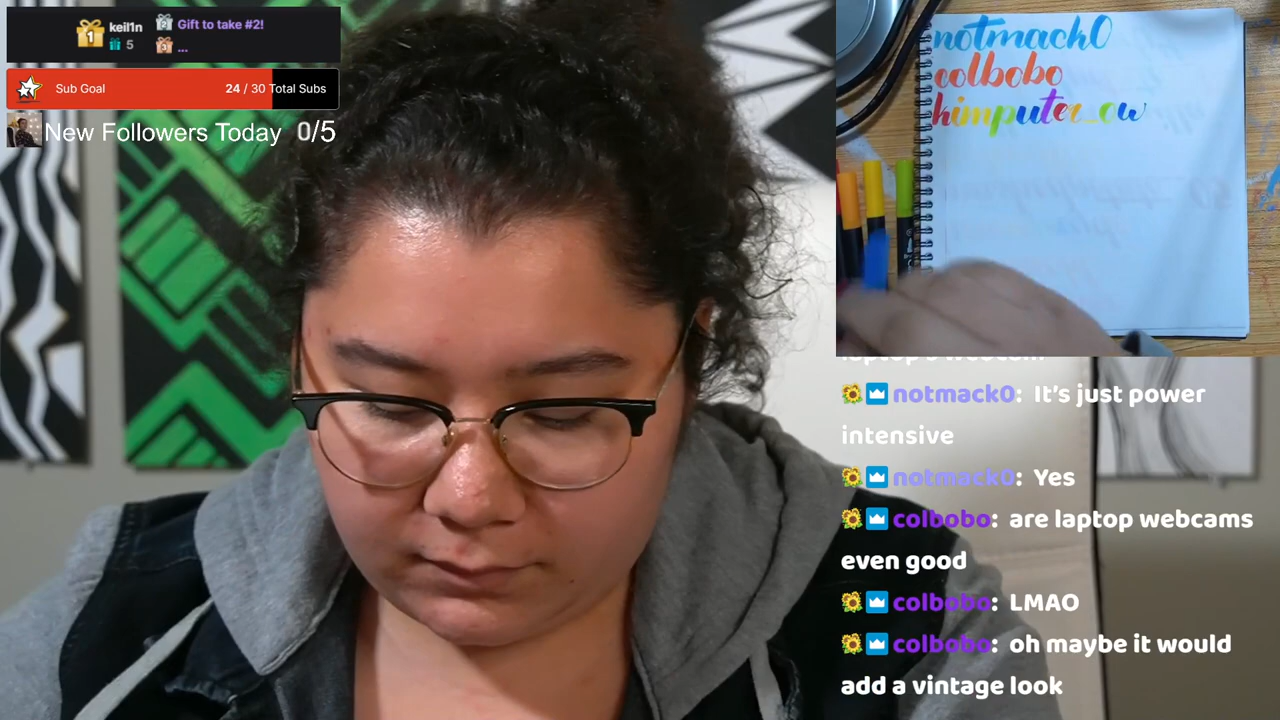 keil1n
5
Gift to take #2!
...
Sub Goal
24 / 30 Total Subs
New Followers Today 0/5
notmack0
colbobo
himputer_ow
notmack0: It's just power
intensive
notmack0: Yes
colbobo: are laptop webcams
even good
colbobo: LMAO
colbobo: oh maybe it would
add a vintage look